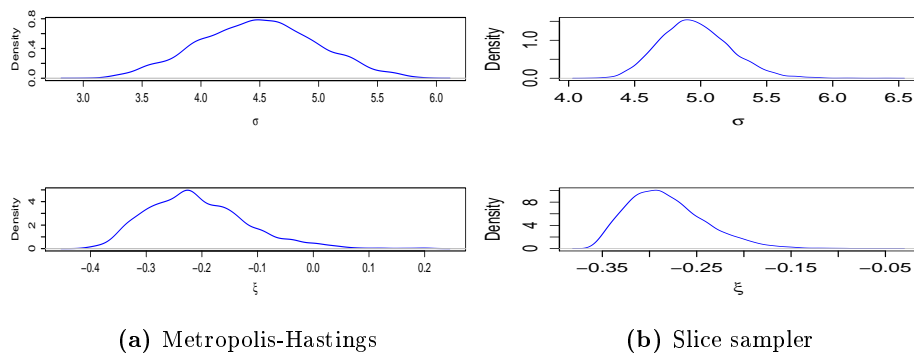 Density
0.0 0.4 0.8
3.0 3.5 4.0 4.5 5.0 5.5 6.0
σ
Density
0.0 1.0
4.0 4.5 5.0 5.5 6.0 6.5
σ
Density
0 2 4
−0.4 −0.3 −0.2 −0.1 0.0 0.1 0.2
ξ
Density
0 4 8
−0.35 −0.25 −0.15 −0.05
ξ
(a) Metropolis-Hastings
(b) Slice sampler